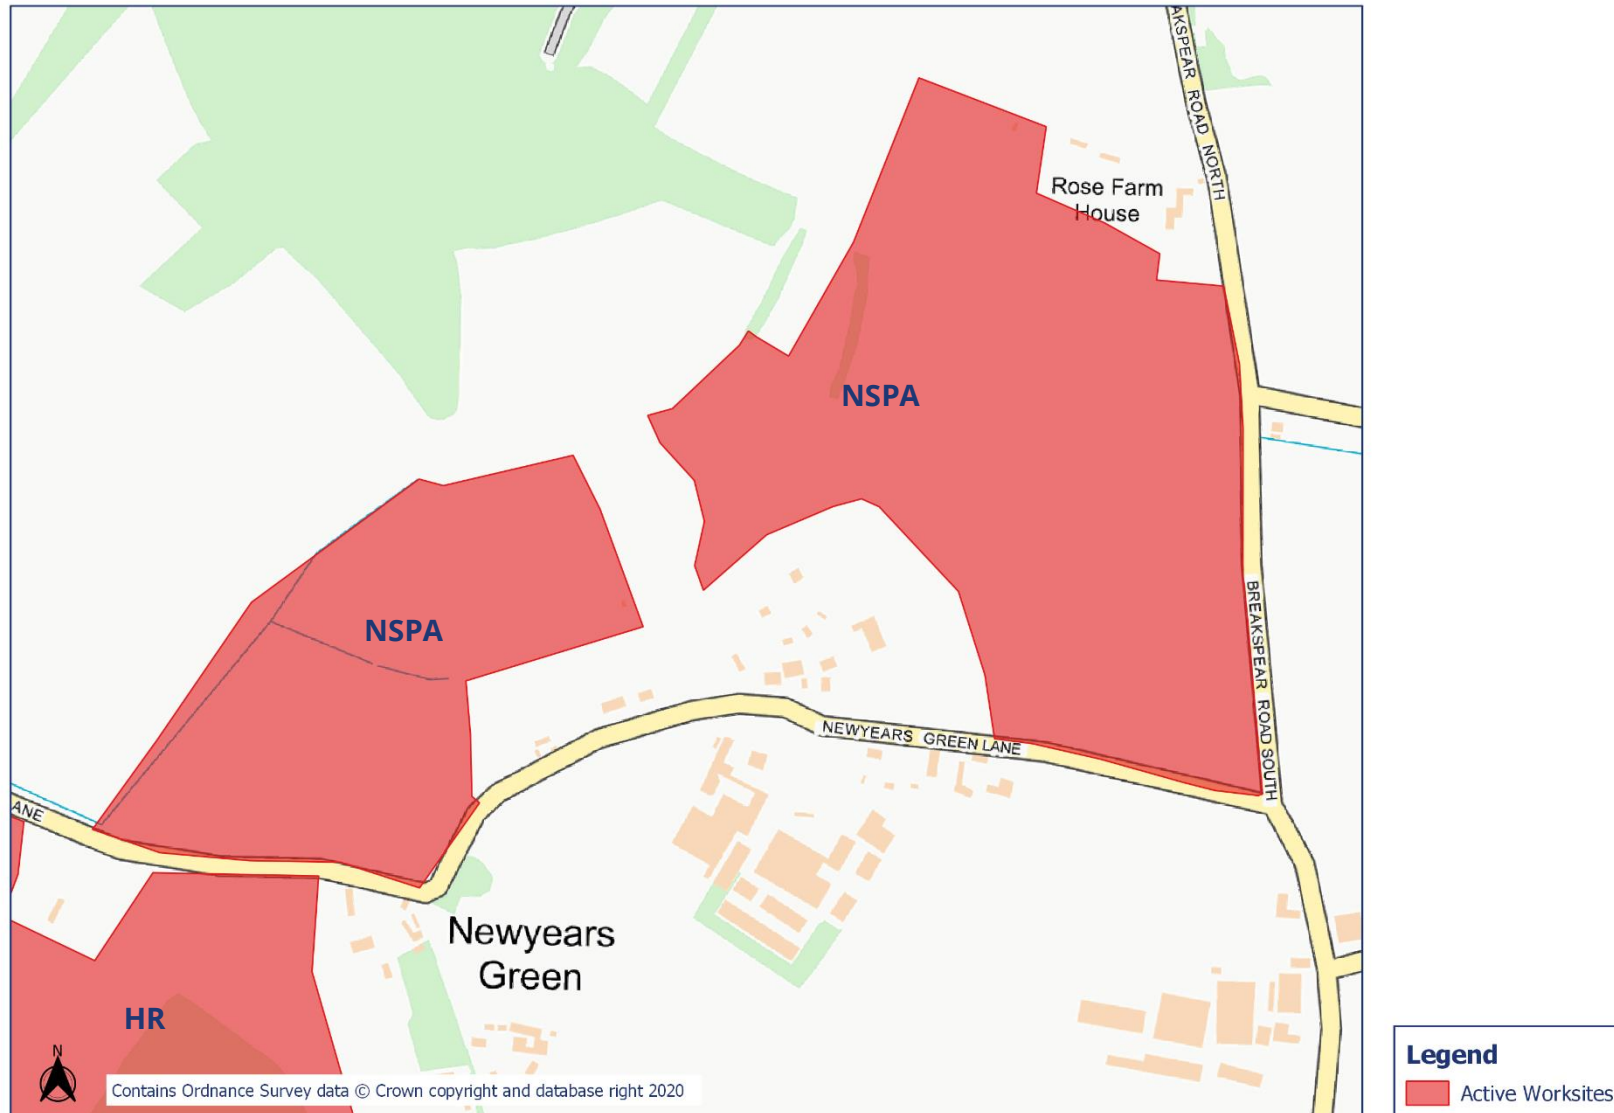 AKSPEAR ROAD NORTH
Rose Farm
House
NSPA
NSPA
BREAKSPEAR ROAD SOUTH
NEWYEARS GREEN LANE
ANE
Newyears
Green
HR
N
Contains Ordnance Survey data © Crown copyright and database right 2020
Legend
Active Worksites